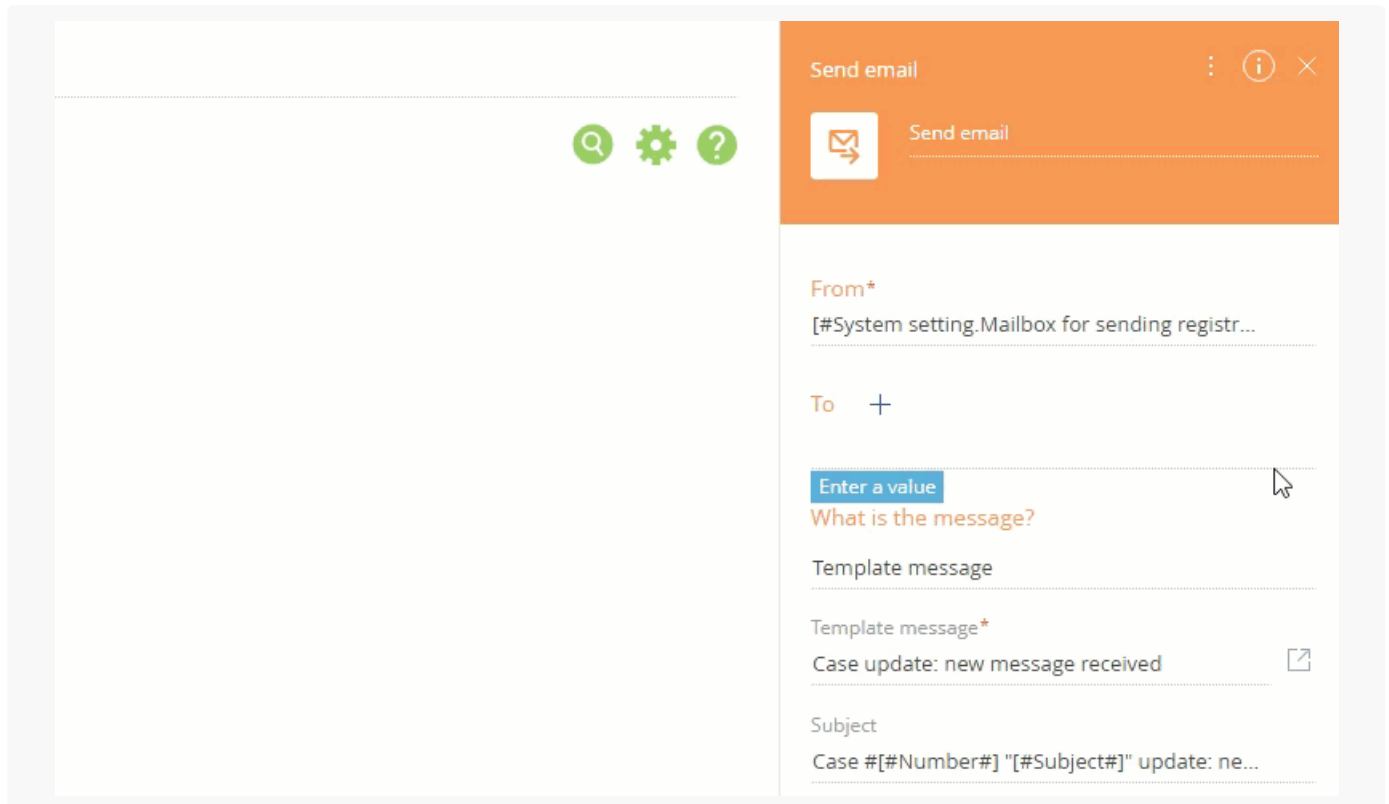 Send email
Send email
From*
[#System setting.Mailbox for sending registr...
To
Enter a value
What is the message?
Template message
Template message*
Case update: new message received
Subject
Case #[#Number#] "[#Subject#]" update: ne...